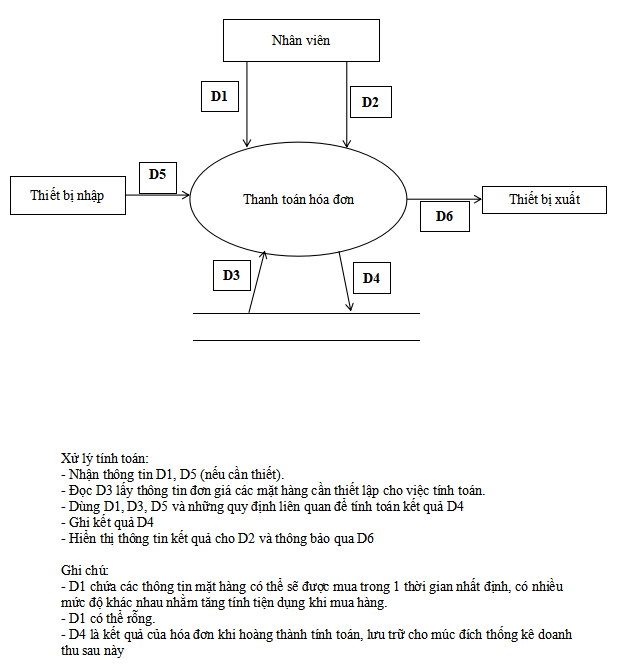 Nhân viên
D1
D2
D5
Thiết bị nhập
Thanh toán hóa đơn
Thiết bị xuất
D6
D3
D4
Xử lý tính toán:
- Nhận thông tin D1, D5 (nếu cần thiết).
- Đọc D3 lấy thông tin đơn giá các mặt hàng cần thiết lập cho việc tính toán.
- Dùng D1, D3, D5 và những quy định liên quan để tính toán kết quả D4
- Ghi kết quả D4
- Hiển thị thông tin kết quả cho D2 và thông bảo qua D6
Ghi chú:
- D1 chứa các thông tin mặt hàng có thể sẽ được mua trong 1 thời gian nhất định, có nhiều
mức độ khác nhau nhằm tăng tính tiện dụng khi mua hàng.
- D1 có thể rỗng.
- D4 là kết quả của hóa đơn khi hoàng thành tính toán, lưu trữ cho múc đích thống kê doanh
thu sau này